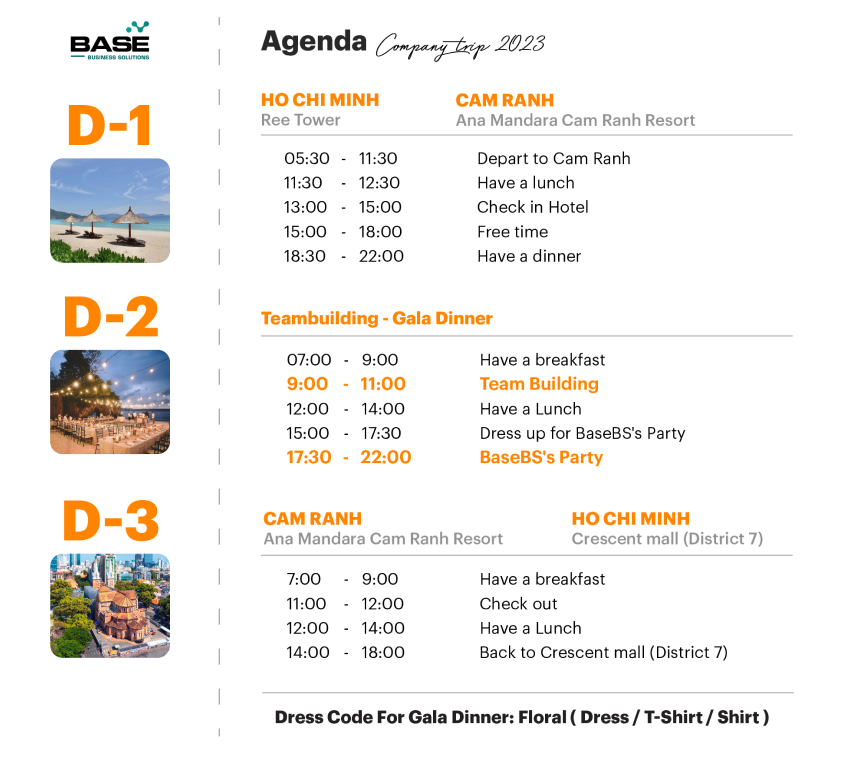 BASE
BUSINESS SOLUTIONS
Agenda Company trip 2023
D-1
HO CHI MINH CAM RANH
Ree Tower Ana Mandara Cam Ranh Resort
05:30 - 11:30 Depart to Cam Ranh
11:30 - 12:30 Have a lunch
13:00 - 15:00 Check in Hotel
15:00 - 18:00 Free time
18:30 - 22:00 Have a dinner
D-2
Teambuilding - Gala Dinner
07:00 - 9:00 Have a breakfast
9:00 - 11:00 Team Building
12:00 - 14:00 Have a Lunch
15:00 - 17:30 Dress up for BaseBS's Party
17:30 - 22:00 BaseBS's Party
D-3
CAM RANH HO CHI MINH
Ana Mandara Cam Ranh Resort Crescent mall (District 7)
7:00 - 9:00 Have a breakfast
11:00 - 12:00 Check out
12:00 - 14:00 Have a Lunch
14:00 - 18:00 Back to Crescent mall (District 7)
Dress Code For Gala Dinner: Floral ( Dress / T-Shirt / Shirt )